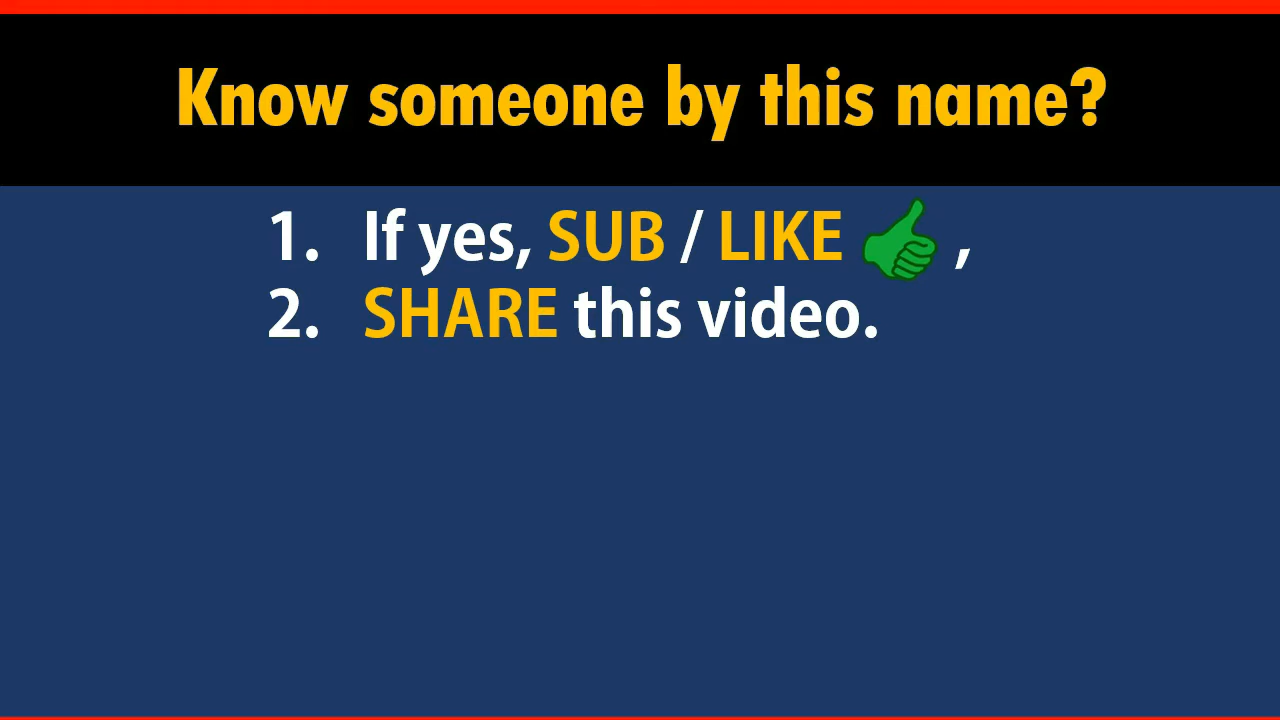 Know someone by this name?
1. If yes, SUB / LIKE ,
2. SHARE this video.